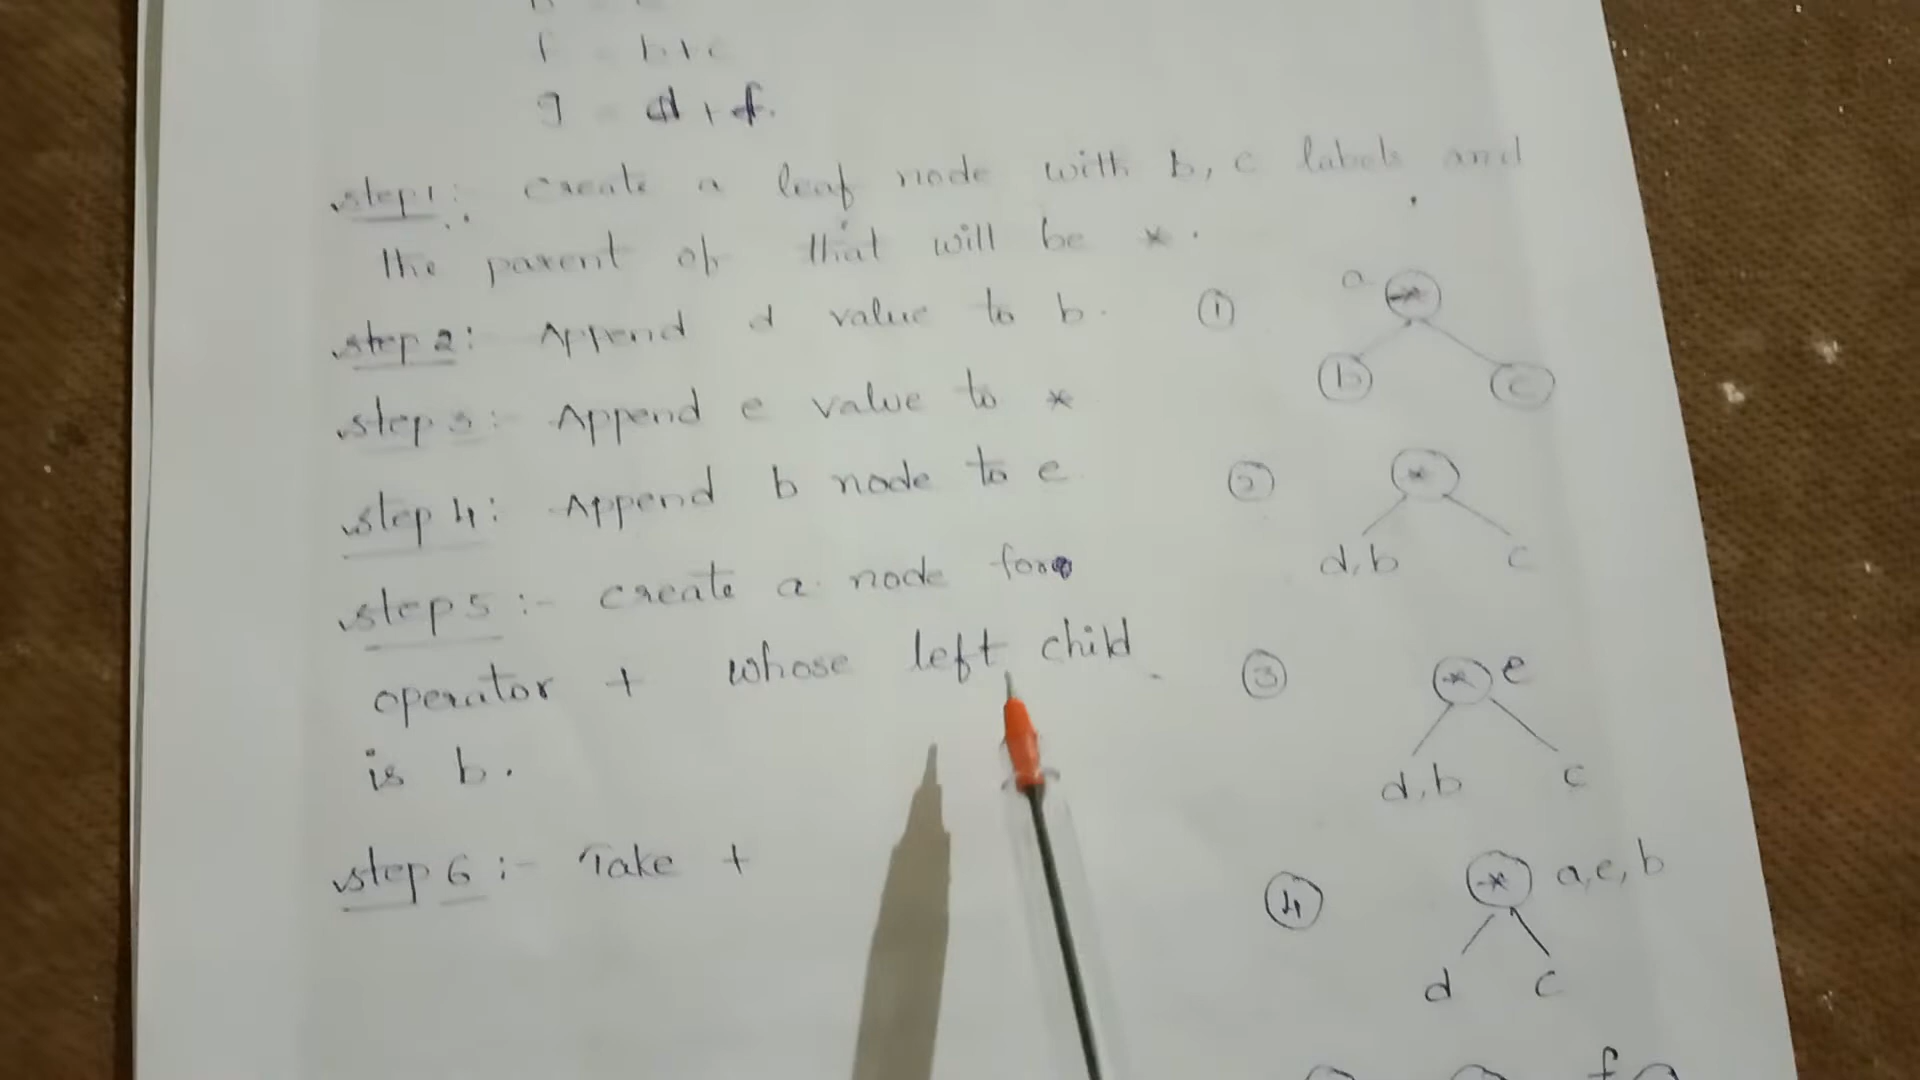 f = b+c
g = d + f.
step1:- create a leaf node with b, c labels and
the parent of that will be *.
step 2:- Append d value to b.
①
a
*
b
c
step 3:- Append e value to *
step 4: Append b node to e
②
*
d,b
c
step 5 :- create a node for
operator + whose left child
is b.
③
* e
d,b
c
step 6 :- Take +
④
* a,e,b
d
c
f